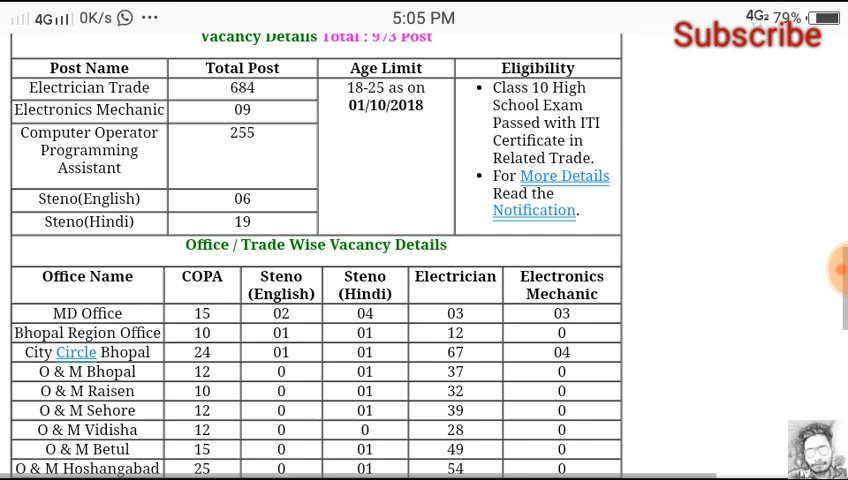 4G 0K/s ... 5:05 PM 4G2 79%
Subscribe
Vacancy Details Total : 973 Post
Post Name Total Post Age Limit Eligibility
Electrician Trade 684 18-25 as on • Class 10 High
01/10/2018 School Exam
Electronics Mechanic 09 Passed with ITI
Computer Operator 255 Certificate in
Programming Related Trade.
Assistant • For More Details
Read the
Steno(English) 06 Notification.
Steno(Hindi) 19
Office / Trade Wise Vacancy Details
Office Name COPA Steno Steno Electrician Electronics
(English) (Hindi) Mechanic
MD Office 15 02 04 03 03
Bhopal Region Office 10 01 01 12 0
City Circle Bhopal 24 01 01 67 04
O & M Bhopal 12 0 01 37 0
O & M Raisen 10 0 01 32 0
O & M Sehore 12 0 01 39 0
O & M Vidisha 12 0 0 28 0
O & M Betul 15 0 01 49 0
O & M Hoshangabad 25 0 01 54 0